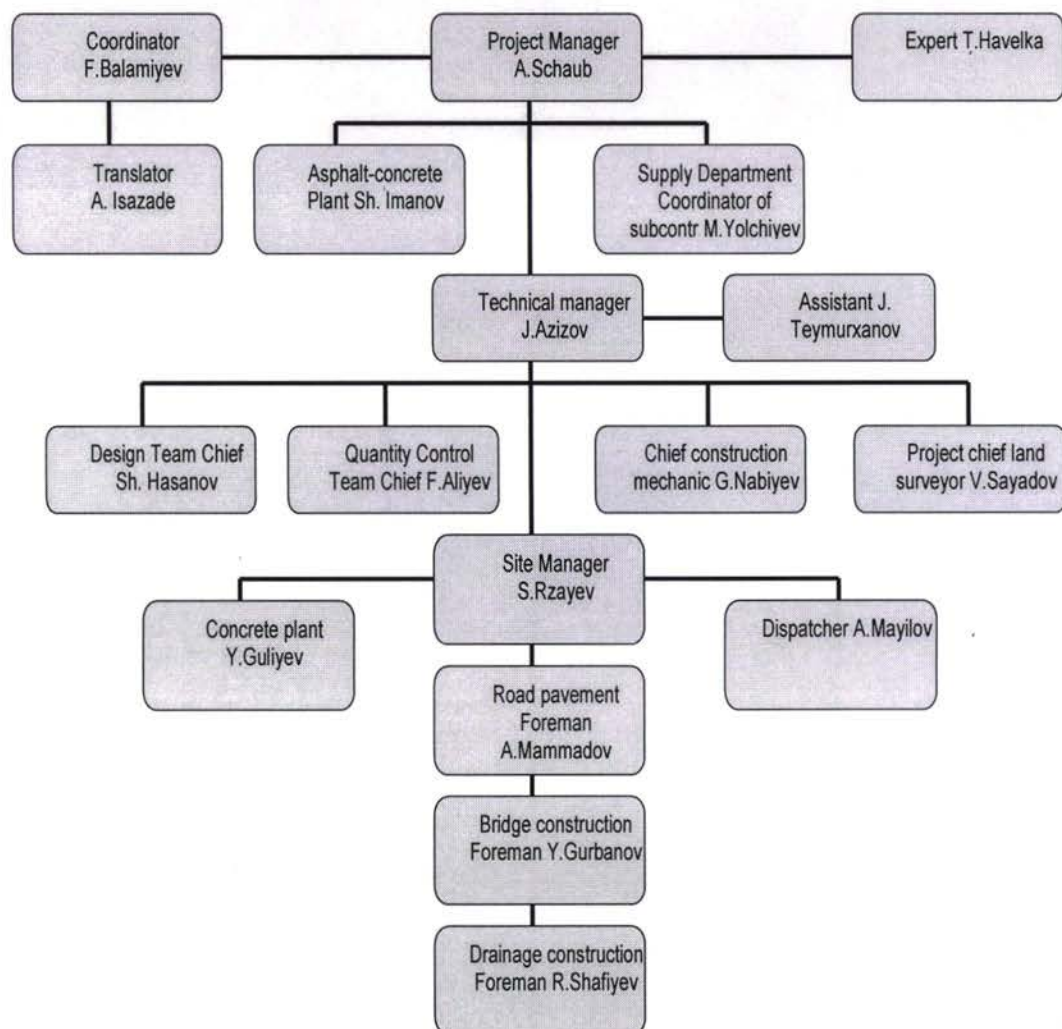 Coordinator
F.Balamiyev
Project Manager
A.Schaub
Expert T.Havelka
Translator
A. Isazade
Asphalt-concrete
Plant Sh. Imanov
Supply Department
Coordinator of
subcontr M.Yolchiyev
Technical manager
J.Azizov
Assistant J.
Teymurxanov
Design Team Chief
Sh. Hasanov
Quantity Control
Team Chief F.Aliyev
Chief construction
mechanic G.Nabiyev
Project chief land
surveyor V.Sayadov
Site Manager
S.Rzayev
Concrete plant
Y.Guliyev
Dispatcher A.Mayilov
Road pavement
Foreman
A.Mammadov
Bridge construction
Foreman Y.Gurbanov
Drainage construction
Foreman R.Shafiyev